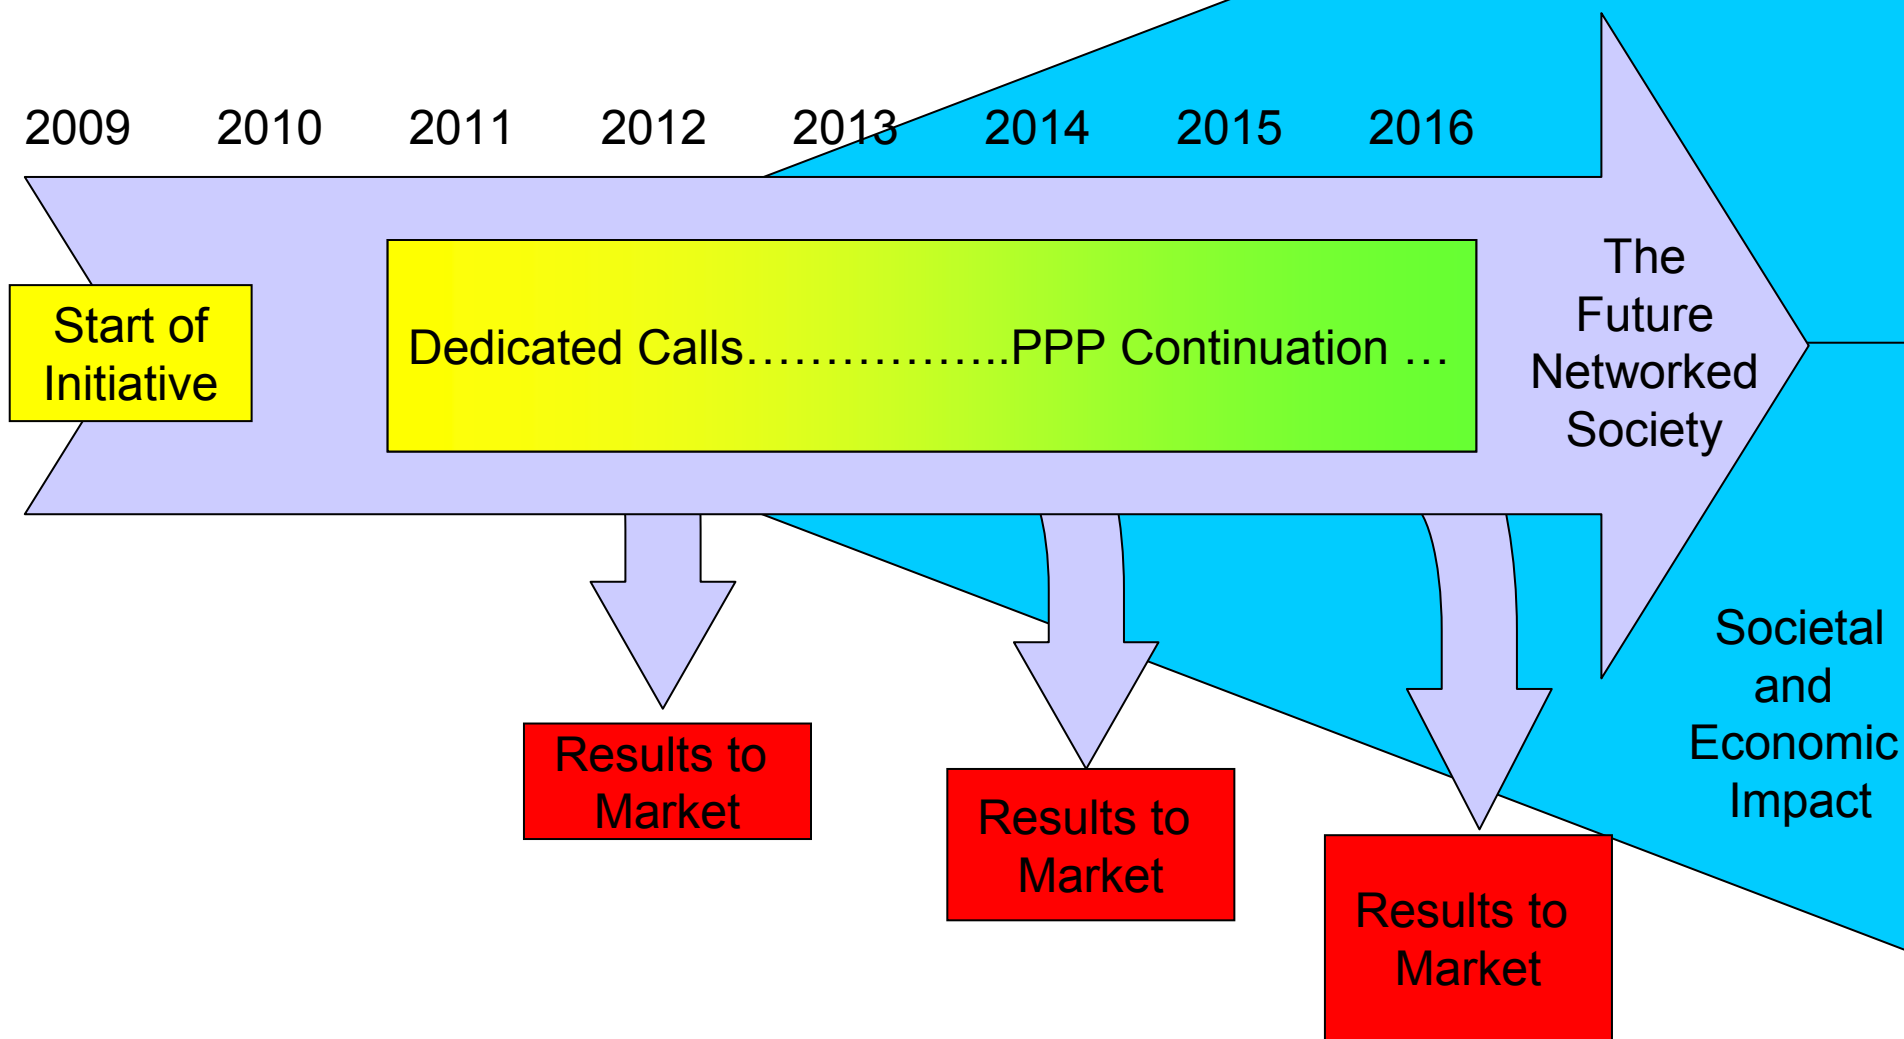 2009 2010 2011 2012 2013 2014 2015 2016
Start of
Initiative
Dedicated Calls……………..PPP Continuation …
The
Future
Networked
Society
Results to
Market
Results to
Market
Results to
Market
Societal
and
Economic
Impact